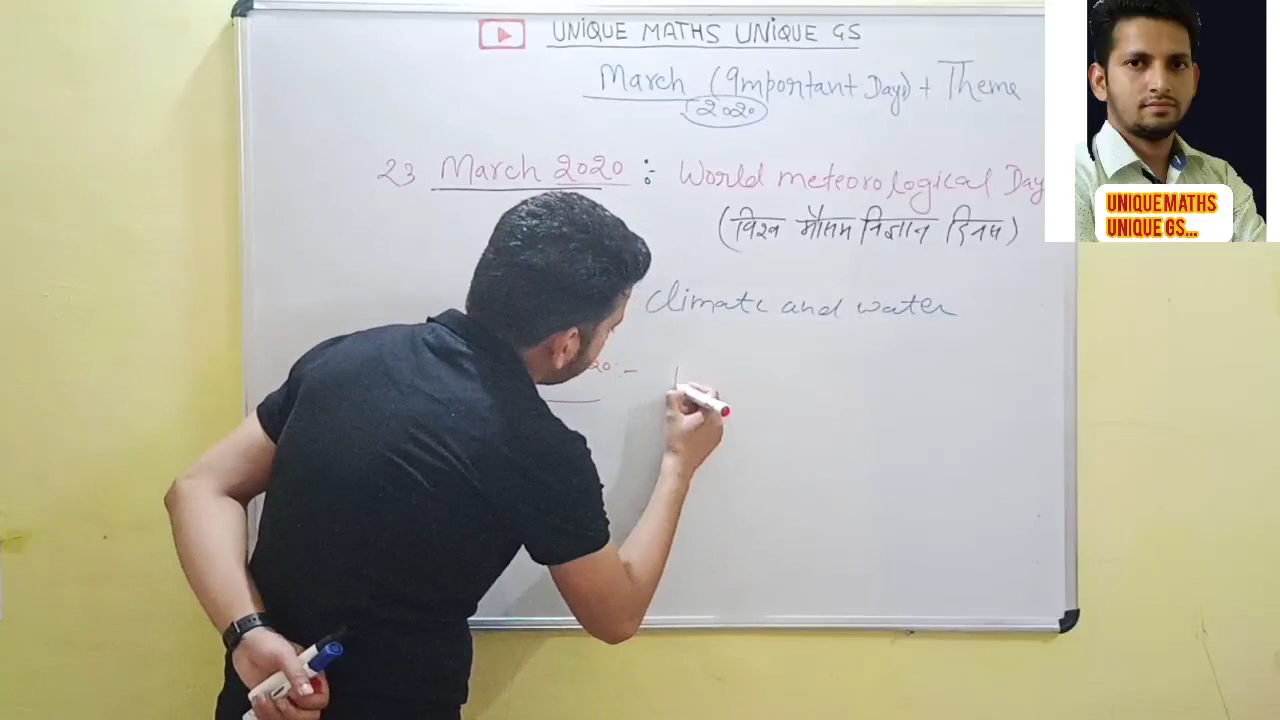 UNIQUE MATHS UNIQUE GS
March (Important Days) + Theme
2020
23 March 2020 : World meteorological Day
(विश्व मौसम विज्ञान दिवस)
climate and water
20 :-
UNIQUE MATHS
UNIQUE GS...